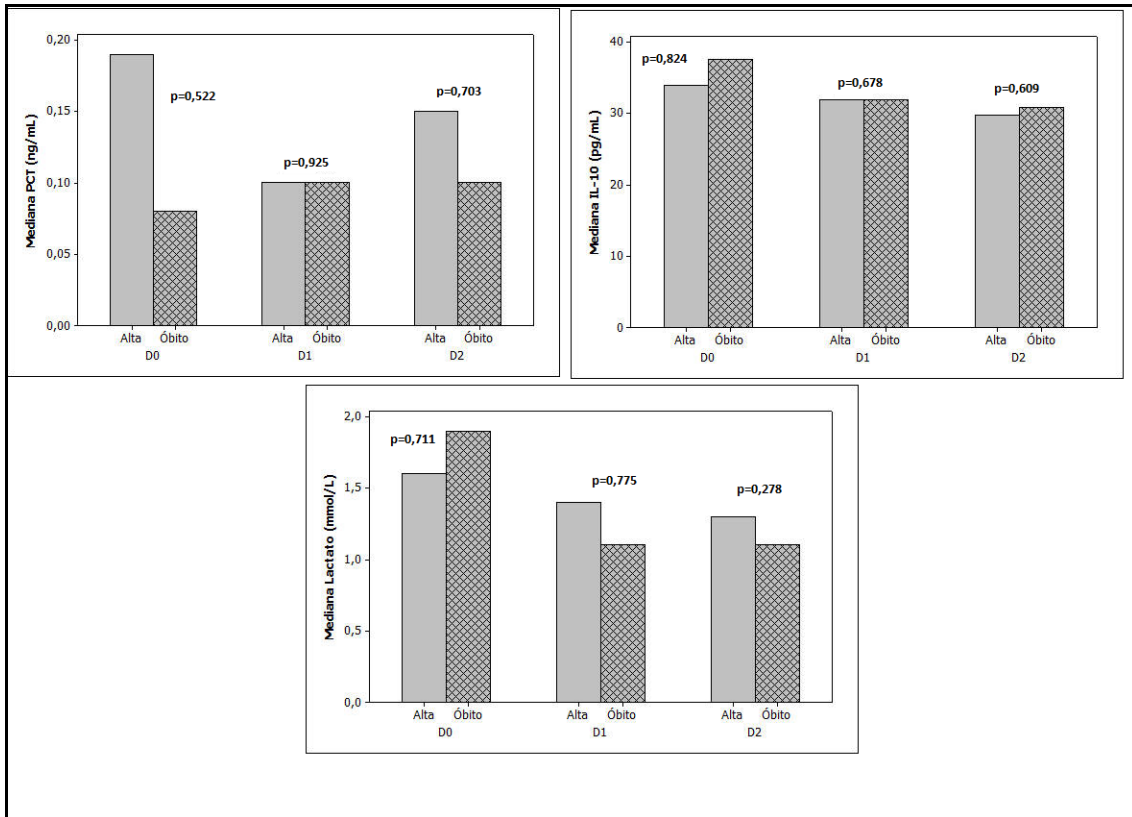 Mediana PCT (ng/mL)
0,20
0,15
0,10
0,05
0,00
p=0,522
p=0,925
p=0,703
Alta Óbito Alta Óbito Alta Óbito
D0 D1 D2
Mediana IL-10 (pg/mL)
40
30
20
10
0
p=0,824
p=0,678
p=0,609
Alta Óbito Alta Óbito Alta Óbito
D0 D1 D2
Mediana Lactato (mmol/L)
2,0
1,5
1,0
0,5
0,0
p=0,711
p=0,775
p=0,278
Alta Óbito Alta Óbito Alta Óbito
D0 D1 D2